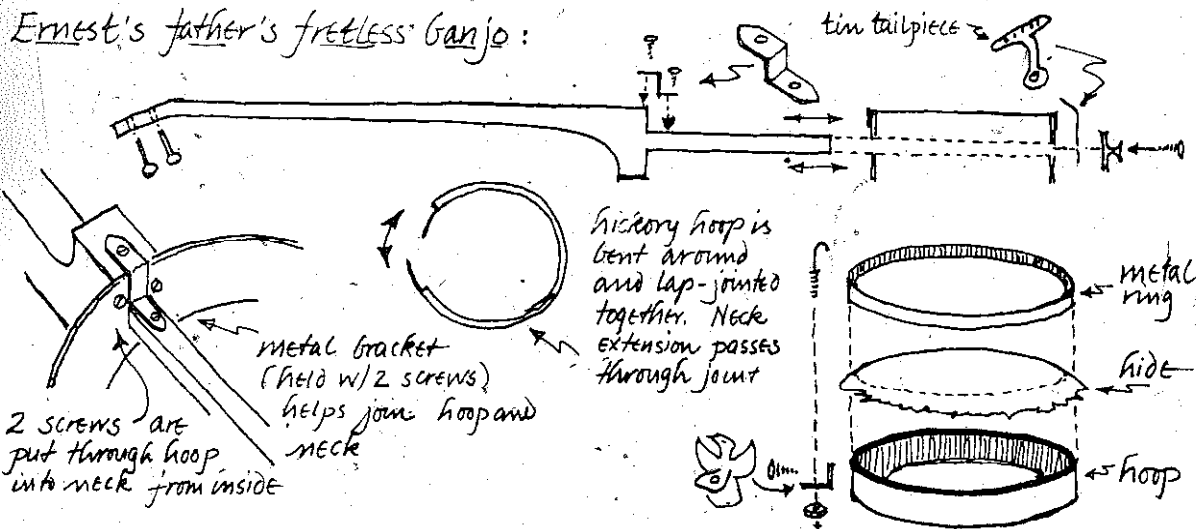 Ernest's father's fretless banjo:
tin tailpiece
hickory hoop is
bent around
and lap-jointed
together. Neck
extension passes
through joint
metal
ring
hide
hoop
metal bracket
(held w/2 screws)
helps join hoop and
neck
2 screws are
put through hoop
into neck from inside